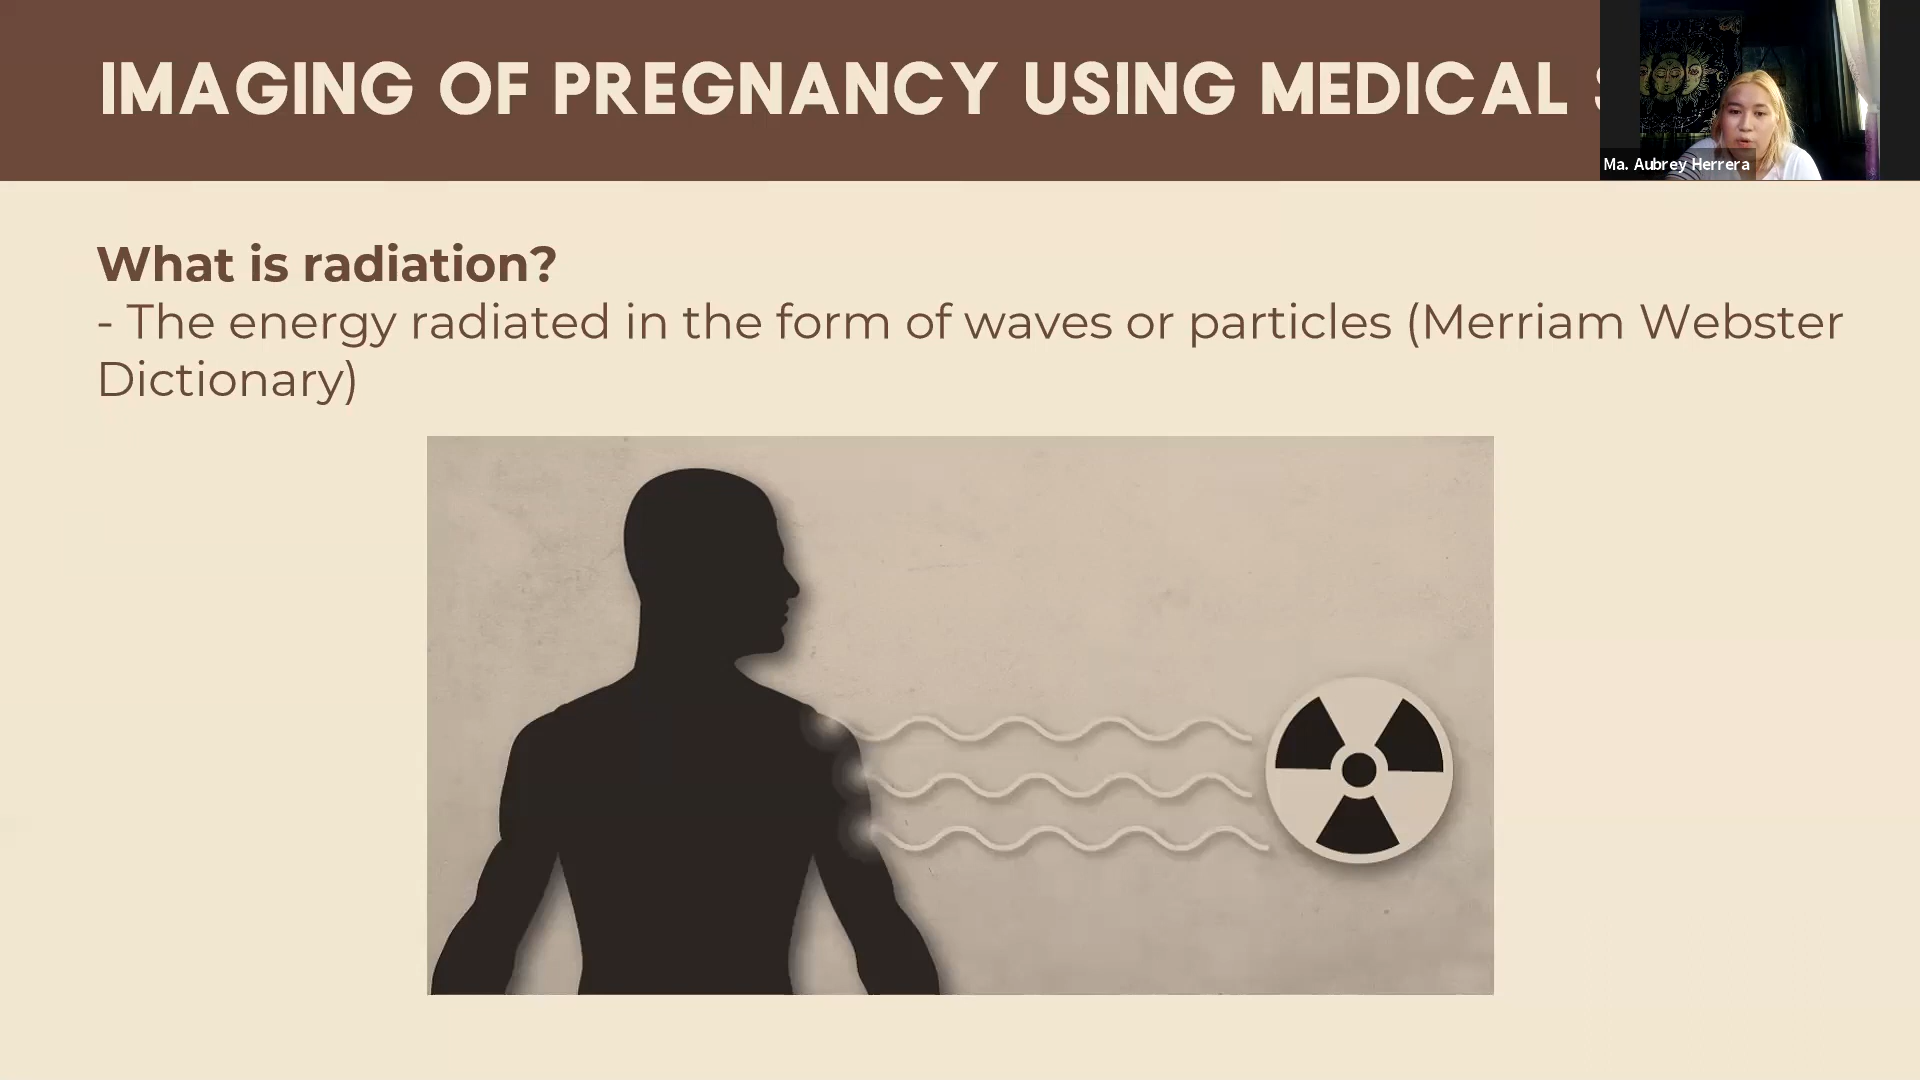 IMAGING OF PREGNANCY USING MEDICAL
Ma. Aubrey Herrera
What is radiation?
- The energy radiated in the form of waves or particles (Merriam Webster
Dictionary)